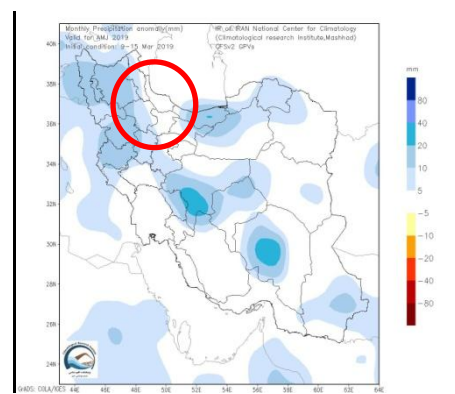 Monthly Precipitation anomaly(mm) IR of IRAN National Center for Climatology
Valid for AMJ 2019 (Climatological research Institute,Mashhad)
Initial condition: 9-15 Mar 2019 CFSv2 GPVs
mm
80
40
20
10
5
-5
-10
-20
-40
-80
40N
38N
36N
34N
32N
30N
28N
26N
24N
GrADS: COLA/IGES 44E 46E 48E 50E 52E 54E 56E 58E 60E 62E 64E